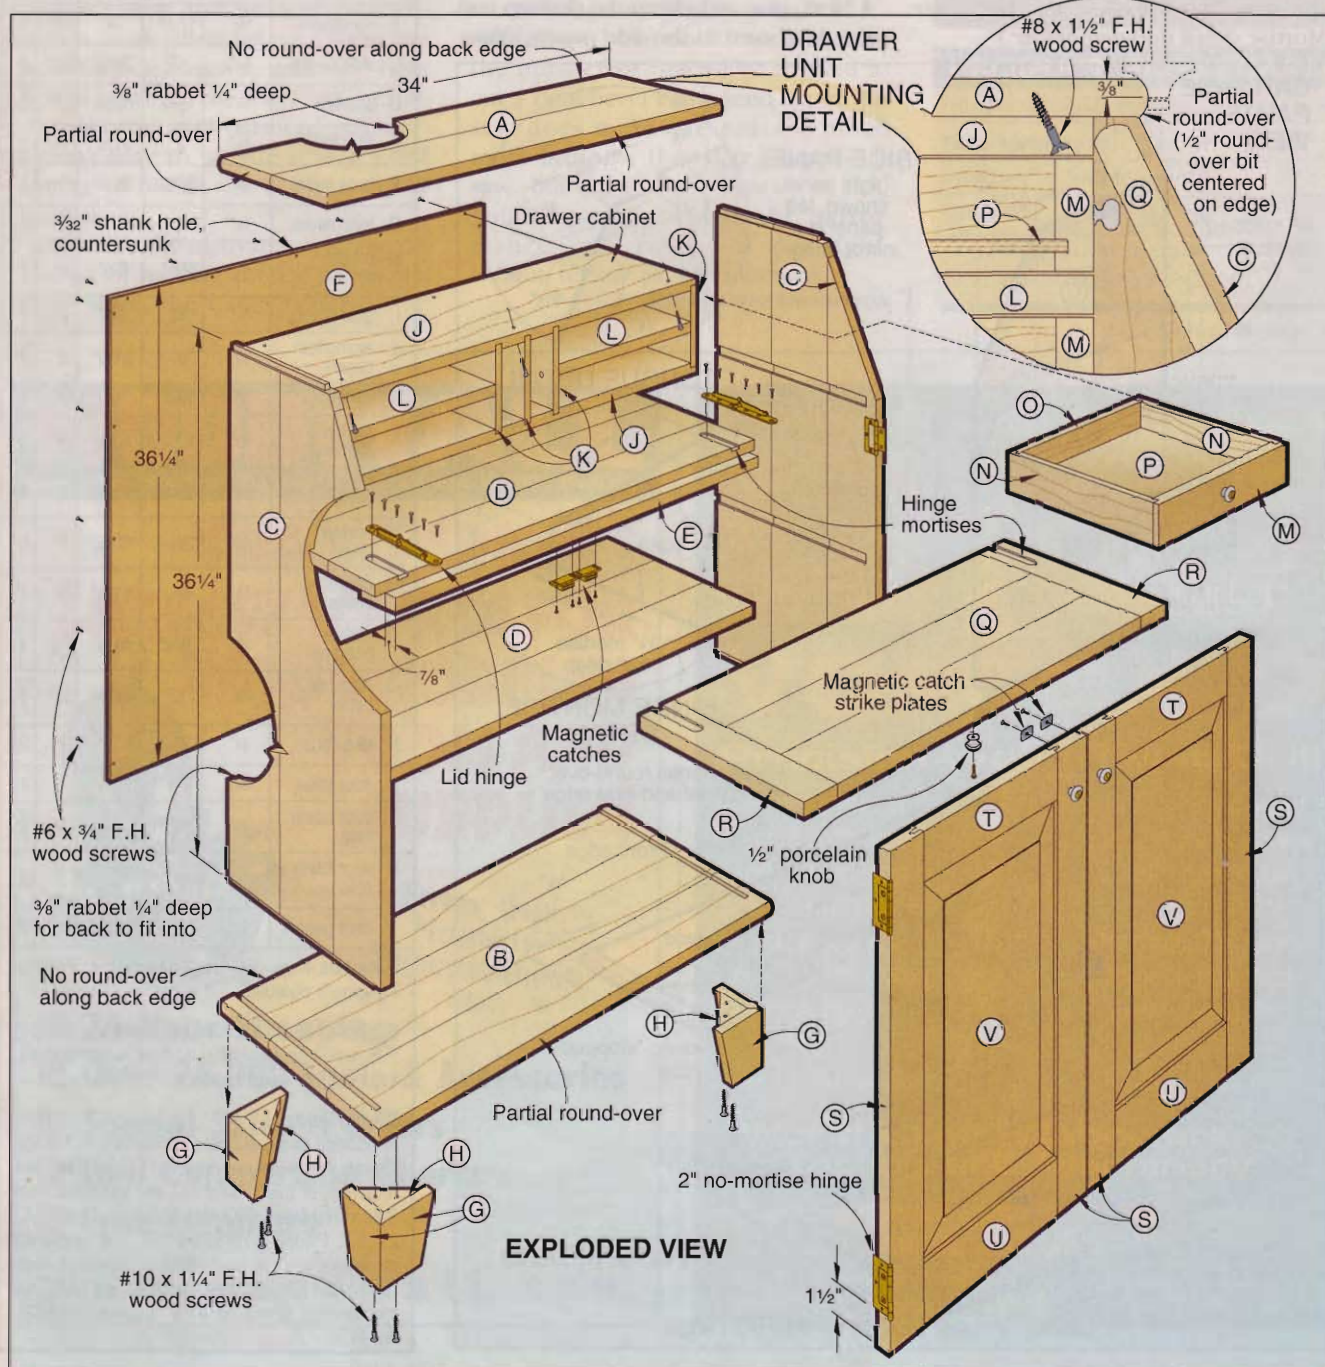 No round-over along back edge
34"
3/8" rabbet 1/4" deep
Partial round-over
A
Partial round-over
DRAWER
UNIT
MOUNTING
DETAIL
#8 x 1 1/2" F.H.
wood screw
3/8"
Partial
round-over
(1/2" round-
over bit
centered
on edge)
A
J
M
Q
P
C
L
M
3/32" shank hole,
countersunk
Drawer cabinet
K
F
C
J
L
L
J
K
36 1/4"
36 1/4"
C
D
E
Hinge
mortises
O
N
N
P
M
R
Q
D
7/8"
Magnetic
catches
Lid hinge
Magnetic catch
strike plates
R
1/2" porcelain
knob
T
T
S
V
V
#6 x 3/4" F.H.
wood screws
3/8" rabbet 1/4" deep
for back to fit into
No round-over
along back edge
B
Partial round-over
H
G
G
H
H
G
S
U
U
S
2" no-mortise hinge
1 1/2"
#10 x 1 1/4" F.H.
wood screws
EXPLODED VIEW